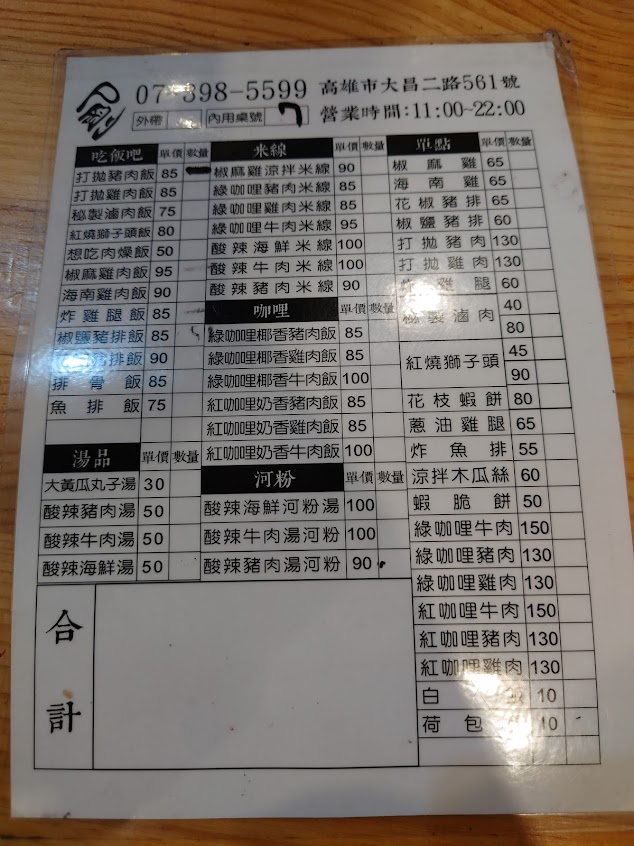 07-398-5599 高雄市大昌二路561號
外帶 內用桌號 7 營業時間:11:00~22:00
吃飯吧 單價 數量
打拋豬肉飯 85
打拋雞肉飯 85
秘製滷肉飯 75
紅燒獅子頭飯 80
想吃肉燥飯 50
椒麻雞肉飯 95
海南雞肉飯 90
炸雞腿飯 85
椒鹽豬排飯 85
豬排飯 90
排骨飯 85
魚排飯 75
湯品 單價 數量
大黃瓜丸子湯 30
酸辣豬肉湯 50
酸辣牛肉湯 50
酸辣海鮮湯 50
米線 單價 數量
椒麻雞涼拌米線 90
綠咖哩豬肉米線 85
綠咖哩雞肉米線 85
綠咖哩牛肉米線 95
酸辣海鮮米線 100
酸辣牛肉米線 100
酸辣豬肉米線 90
咖哩 單價 數量
綠咖哩椰香豬肉飯 85
綠咖哩椰香雞肉飯 85
綠咖哩椰香牛肉飯 100
紅咖哩奶香豬肉飯 85
紅咖哩奶香雞肉飯 85
紅咖哩奶香牛肉飯 100
河粉 單價 數量
酸辣海鮮河粉湯 100
酸辣牛肉湯河粉 100
酸辣豬肉湯河粉 90
單點 單價 數量
椒麻雞 65
海南雞 65
花椒豬排 65
椒鹽豬排 60
打拋豬肉 130
打拋雞肉 130
炸雞腿 60
秘製滷肉 40
80
紅燒獅子頭 45
90
花枝蝦餅 80
蔥油雞腿 65
炸魚排 55
涼拌木瓜絲 60
蝦脆餅 50
綠咖哩牛肉 150
綠咖哩豬肉 130
綠咖哩雞肉 130
紅咖哩牛肉 150
紅咖哩豬肉 130
紅咖哩雞肉 130
白飯 10
荷包 10
合計